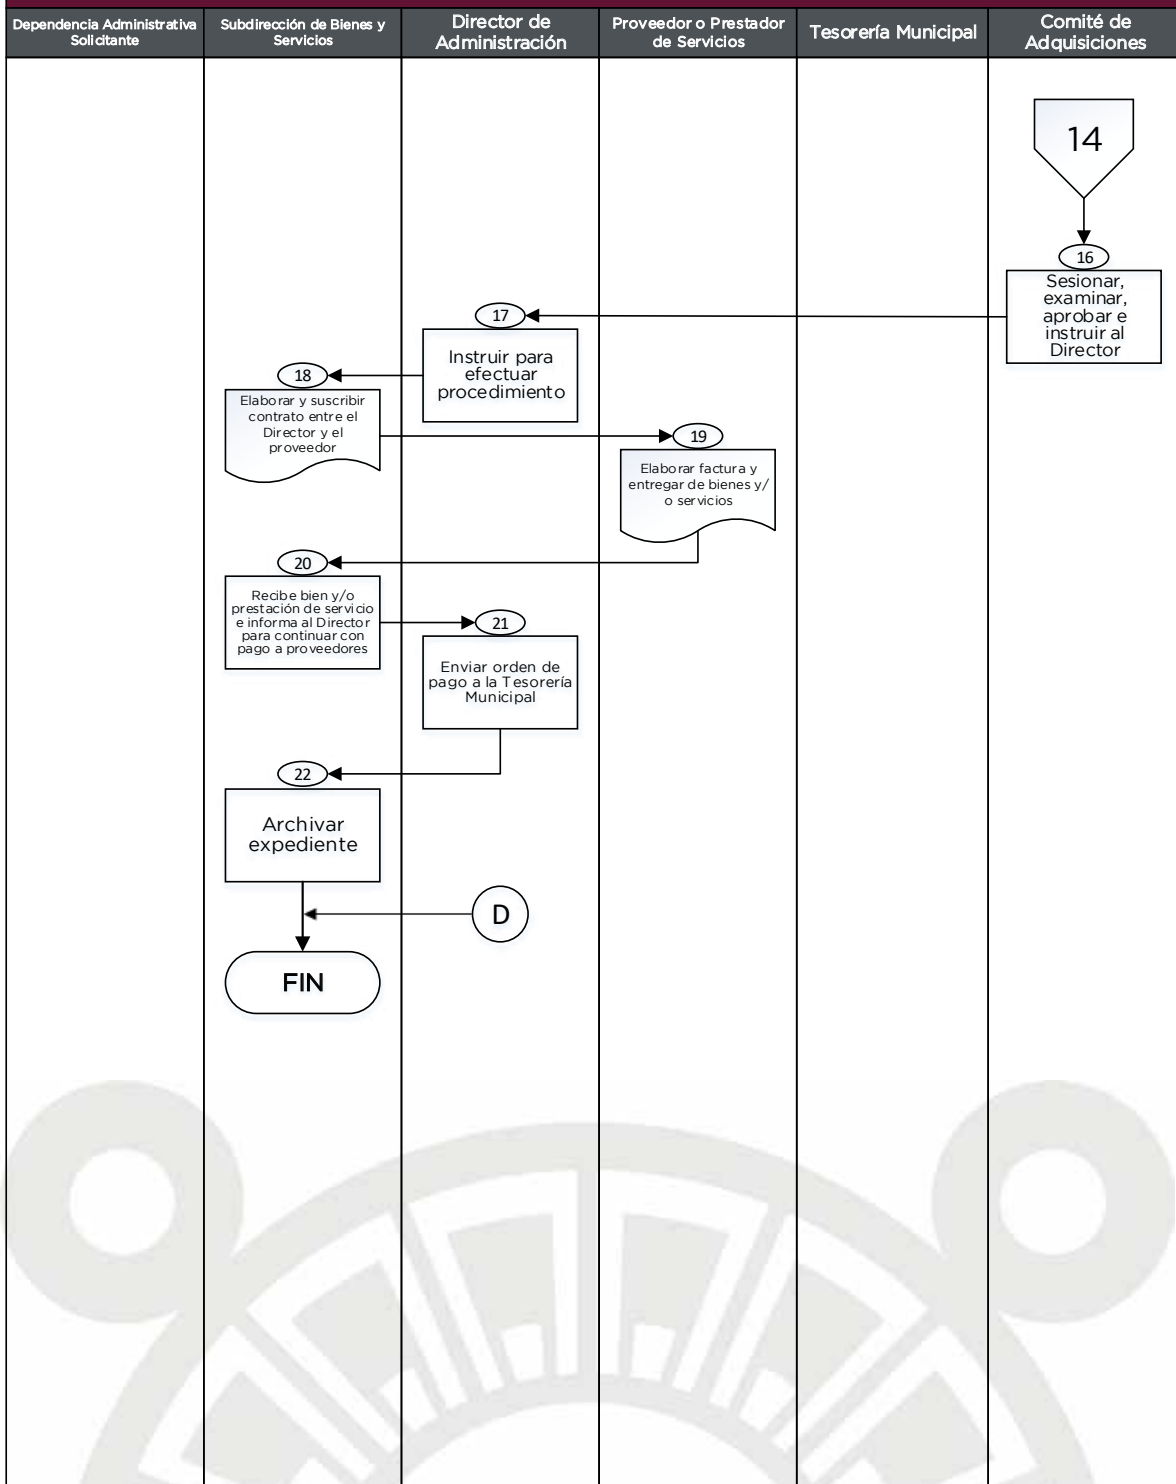 Dependencia Administrativa
Solicitante
Subdirección de Bienes y
Servicios
Director de
Administración
Proveedor o Prestador
de Servicios
Tesorería Municipal
Comité de
Adquisiciones
14
16
Sesionar,
examinar,
aprobar e
instruir al
Director
17
Instruir para
efectuar
procedimiento
18
Elaborar y suscribir
contrato entre el
Director y el
proveedor
19
Elaborar factura y
entregar de bienes y/
o servicios
20
Recibe bien y/o
prestación de servicio
e informa al Director
para continuar con
pago a proveedores
21
Enviar orden de
pago a la Tesorería
Municipal
22
Archivar
expediente
D
FIN